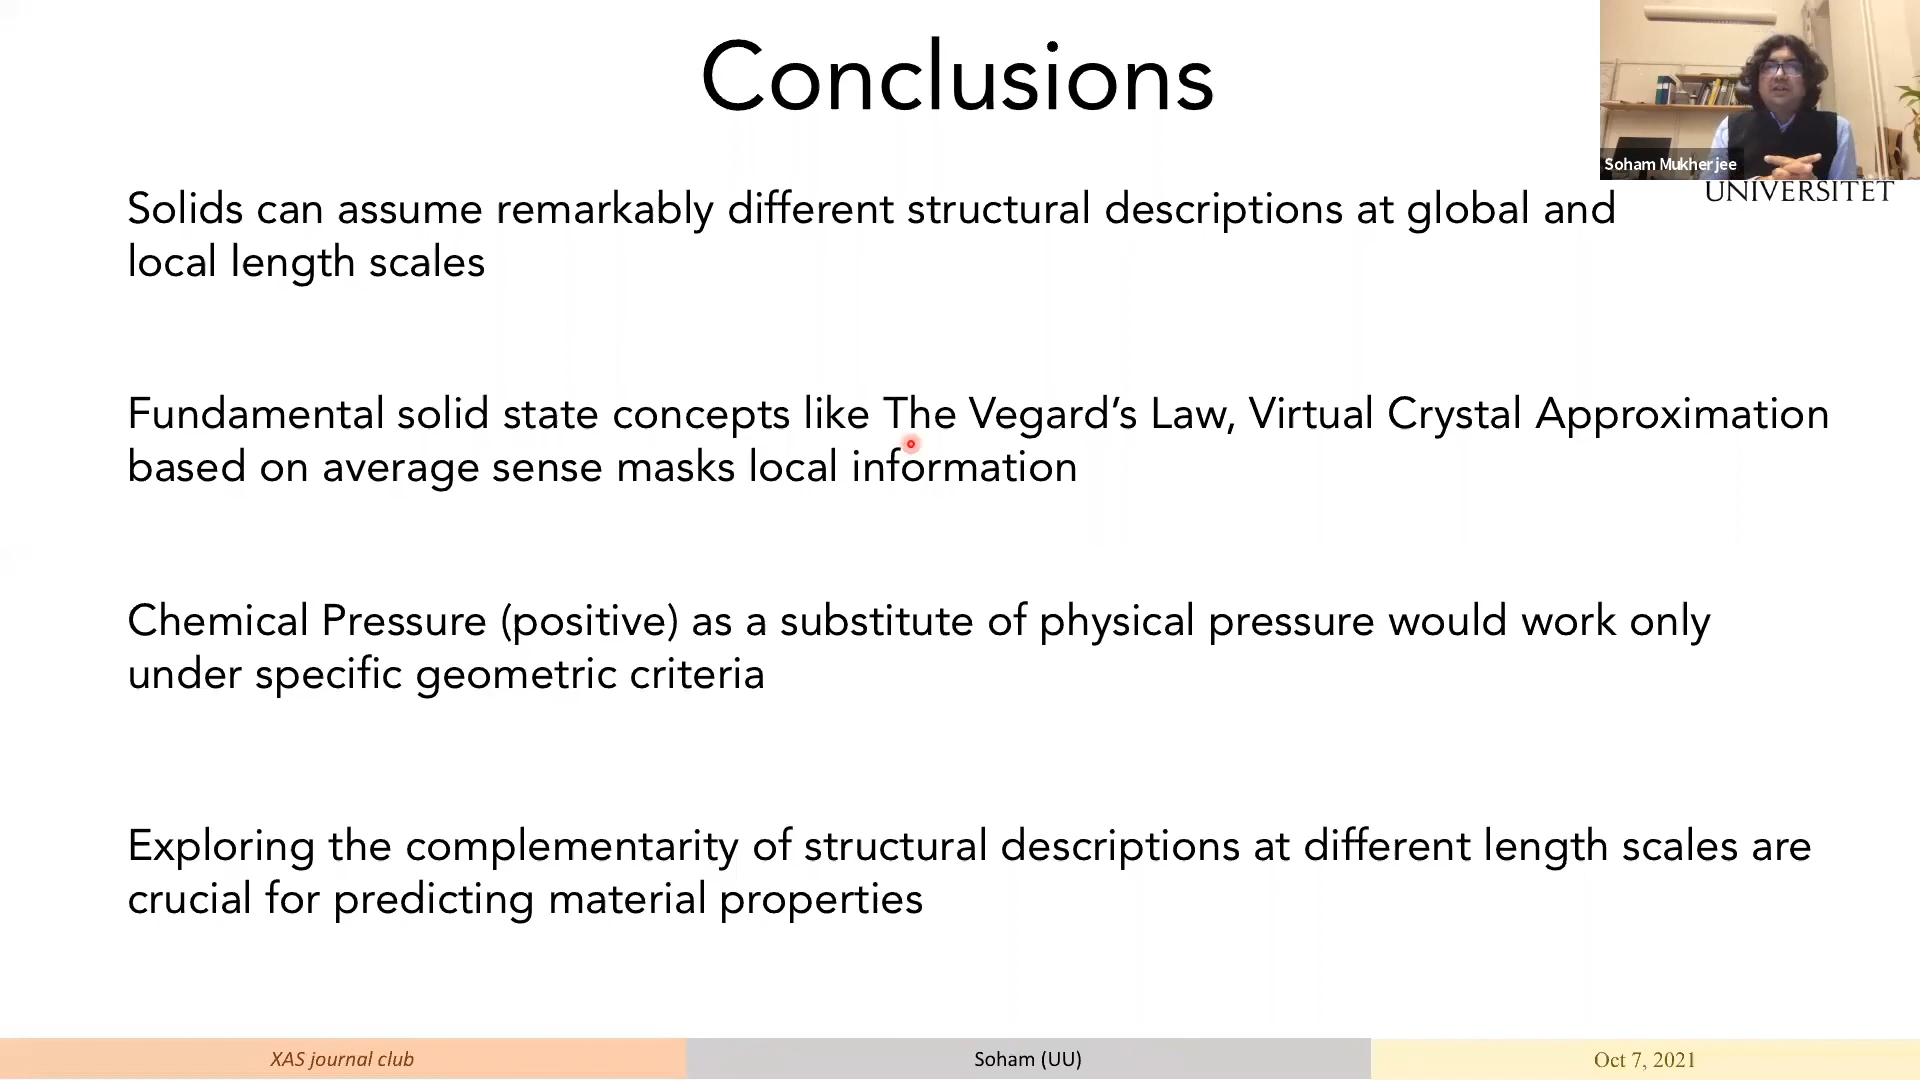 Conclusions
Soham Mukherjee
UNIVERSITET
Solids can assume remarkably different structural descriptions at global and
local length scales
Fundamental solid state concepts like The Vegard’s Law, Virtual Crystal Approximation
based on average sense masks local information
Chemical Pressure (positive) as a substitute of physical pressure would work only
under specific geometric criteria
Exploring the complementarity of structural descriptions at different length scales are
crucial for predicting material properties
XAS journal club
Soham (UU)
Oct 7, 2021